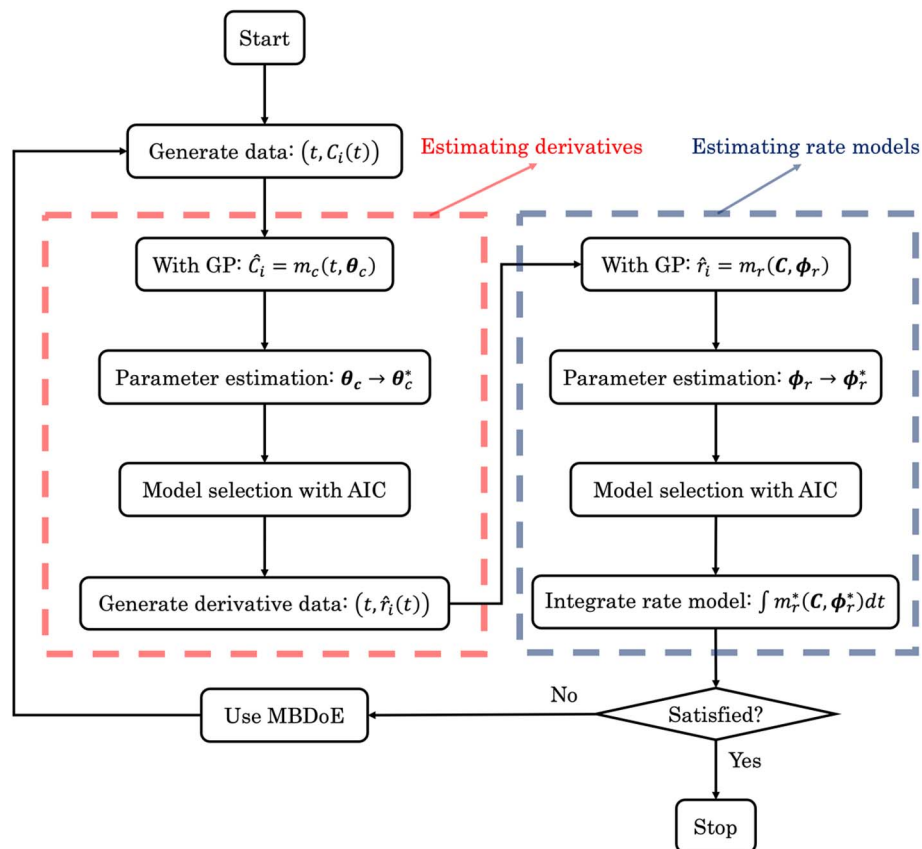 Start
Generate data: (t, C_i(t))
Estimating derivatives
Estimating rate models
With GP: Ĉ_i = m_c(t, θ_c)
Parameter estimation: θ_c → θ_c^*
Model selection with AIC
Generate derivative data: (t, r̂_i(t))
With GP: r̂_i = m_r(C, ϕ_r)
Parameter estimation: ϕ_r → ϕ_r^*
Model selection with AIC
Integrate rate model: ∫ m_r^*(C, ϕ_r^*)dt
Satisfied?
No
Use MBDoE
Yes
Stop